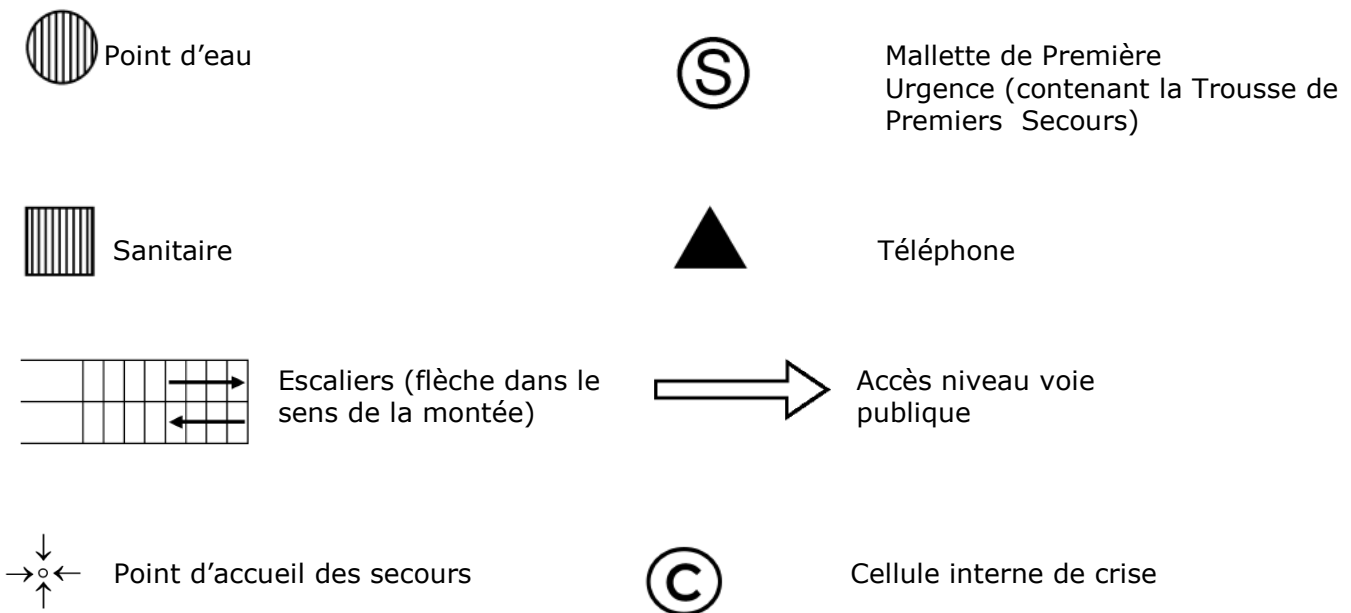 Point d’eau
S
Mallette de Première
Urgence (contenant la Trousse de
Premiers Secours)
Sanitaire
Téléphone
Escaliers (flèche dans le
sens de la montée)
Accès niveau voie
publique
Point d’accueil des secours
C
Cellule interne de crise